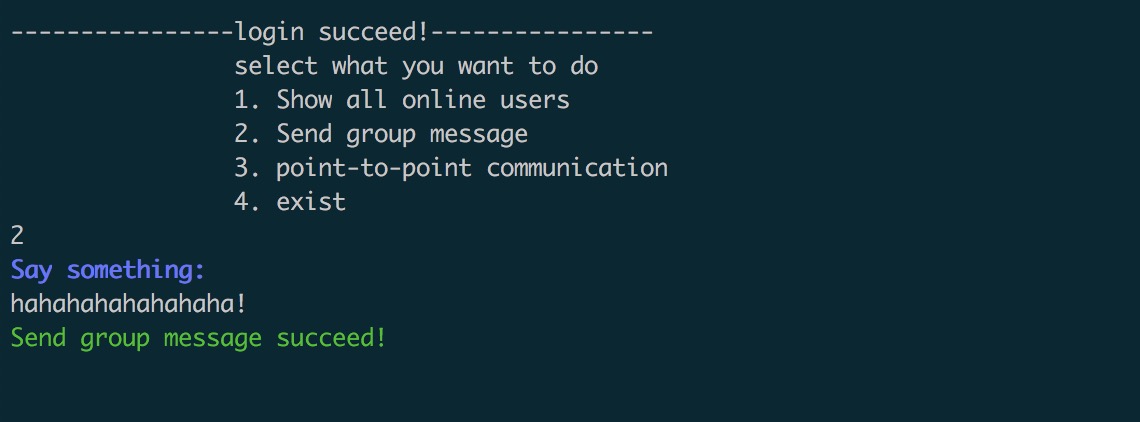 ----------------login succeed!----------------
select what you want to do
1. Show all online users
2. Send group message
3. point-to-point communication
4. exist
2
Say something:
hahahahahahahaha!
Send group message succeed!